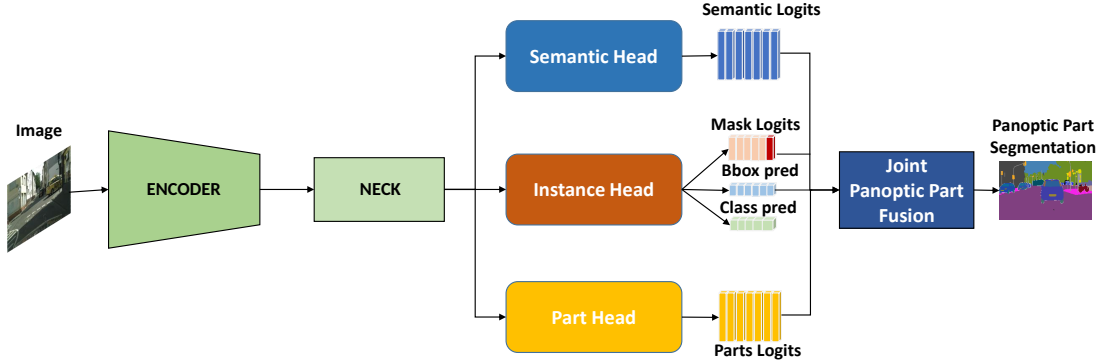 Image
ENCODER
NECK
Semantic Head
Semantic Logits
Instance Head
Mask Logits
Bbox pred
Class pred
Part Head
Parts Logits
Joint
Panoptic Part
Fusion
Panoptic Part
Segmentation